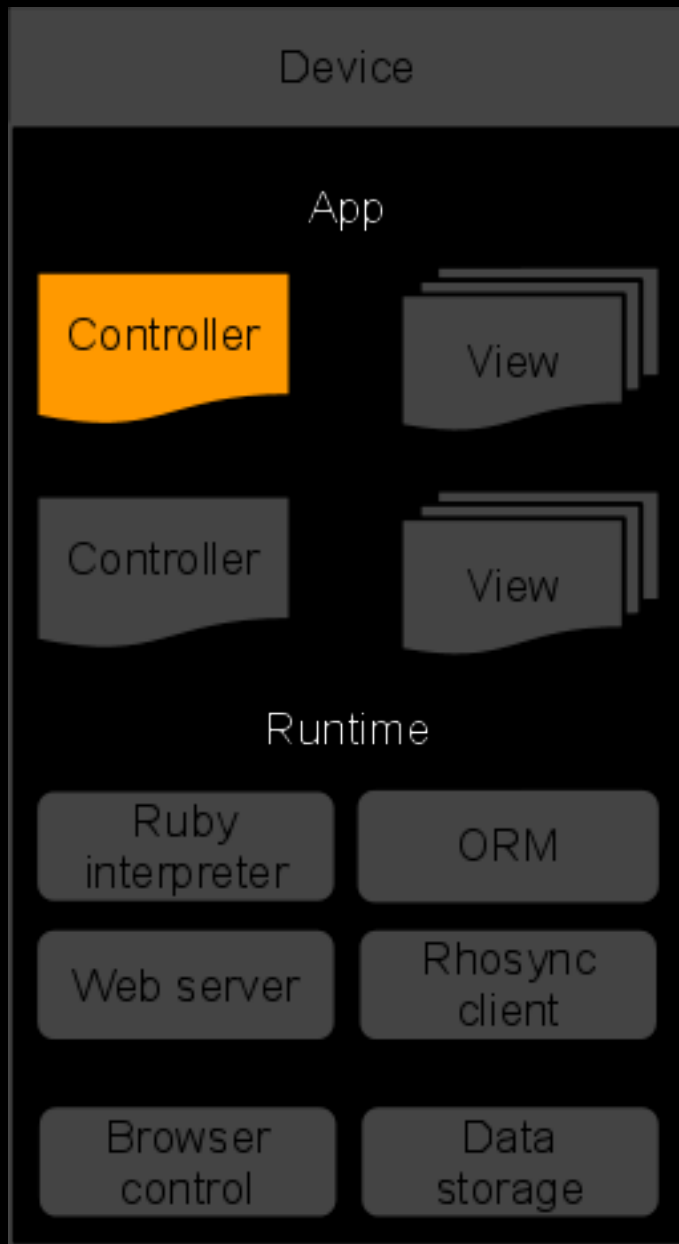 Device
App
Controller
View
Controller
View
Runtime
Ruby
interpreter
ORM
Web server
Rhosync
client
Browser
control
Data
storage